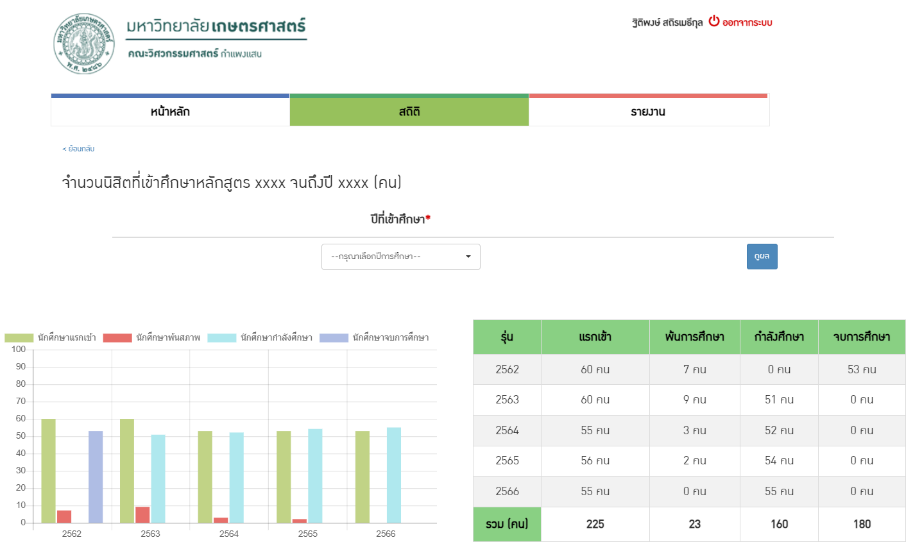 มหาวิทยาลัยเกษตรศาสตร์
คณะวิศวกรรมศาสตร์ กำแพงแสน
ฐิติพงษ์ สถิรเมธีกุล ออกจากระบบ
พ.ศ. ๒๔๘๖
หน้าหลัก สถิติ รายงาน
< ย้อนกลับ
จำนวนนิสิตที่เข้าศึกษาหลักสูตร xxxx จนถึงปี xxxx (คน)
ปีที่เข้าศึกษา*
--กรุณาเลือกปีการศึกษา-- ดูผล
นักศึกษาแรกเข้า นักศึกษาพ้นสภาพ นักศึกษากำลังศึกษา นักศึกษาจบการศึกษา
100
90
80
70
60
50
40
30
20
10
0
2562 2563 2564 2565 2566
รุ่น แรกเข้า พ้นการศึกษา กำลังศึกษา จบการศึกษา
2562 60 คน 7 คน 0 คน 53 คน
2563 60 คน 9 คน 51 คน 0 คน
2564 55 คน 3 คน 52 คน 0 คน
2565 56 คน 2 คน 54 คน 0 คน
2566 55 คน 0 คน 55 คน 0 คน
รวม (คน) 225 23 160 180